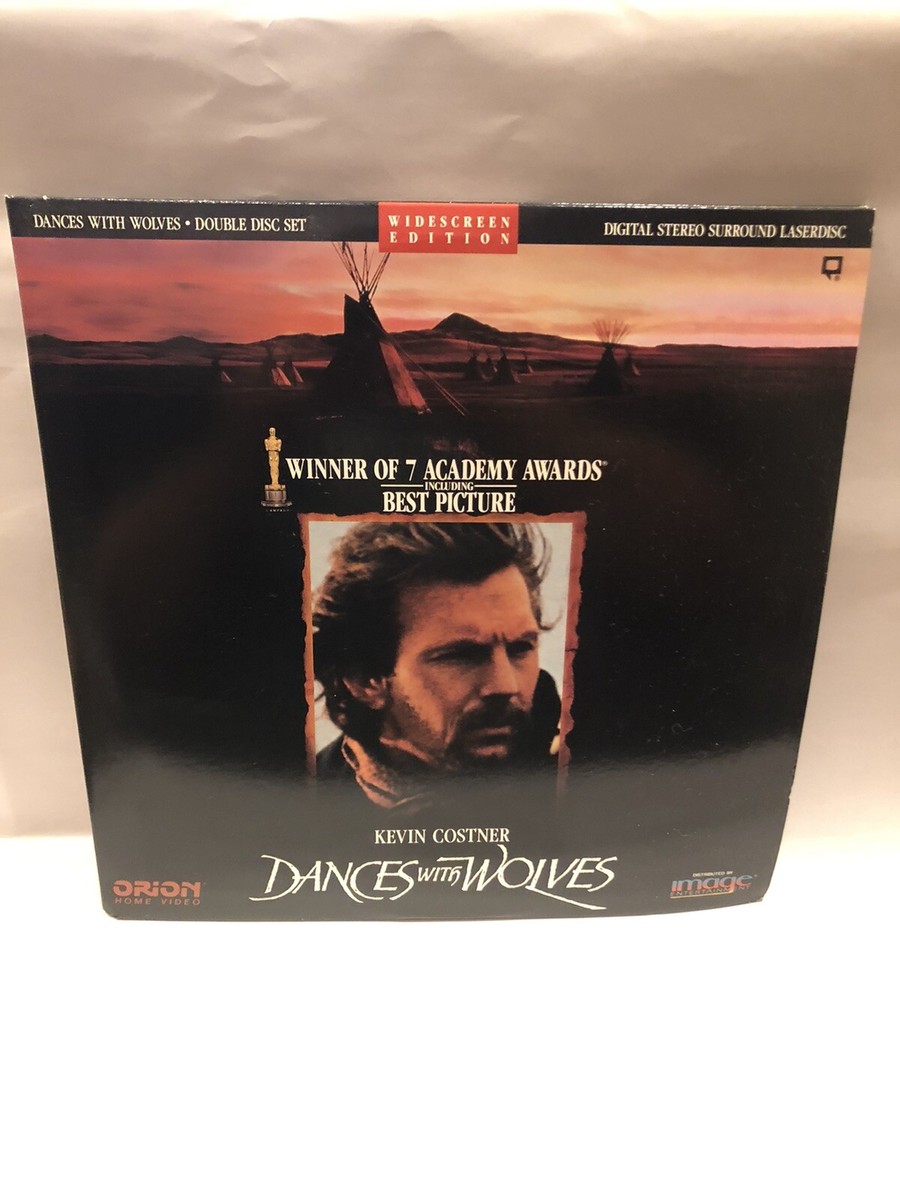 DANCES WITH WOLVES • DOUBLE DISC SET
WIDESCREEN
EDITION
DIGITAL STEREO SURROUND LASERDISC
WINNER OF 7 ACADEMY AWARDS®
INCLUDING
BEST PICTURE
KEVIN COSTNER
DANCES WITH WOLVES
ORION
HOME VIDEO
DISTRIBUTED BY
image
ENTERTAINMENT